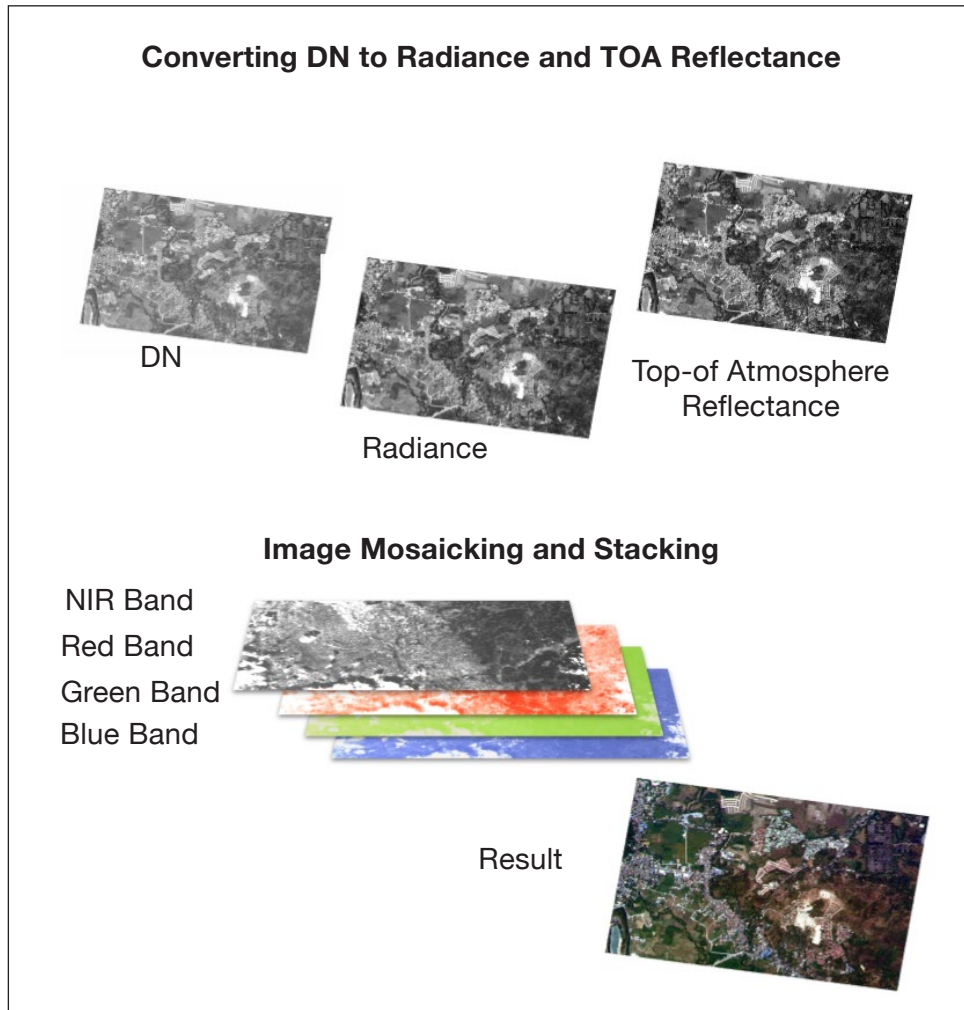 Converting DN to Radiance and TOA Reflectance
DN
Radiance
Top-of Atmosphere
Reflectance
Image Mosaicking and Stacking
NIR Band
Red Band
Green Band
Blue Band
Result